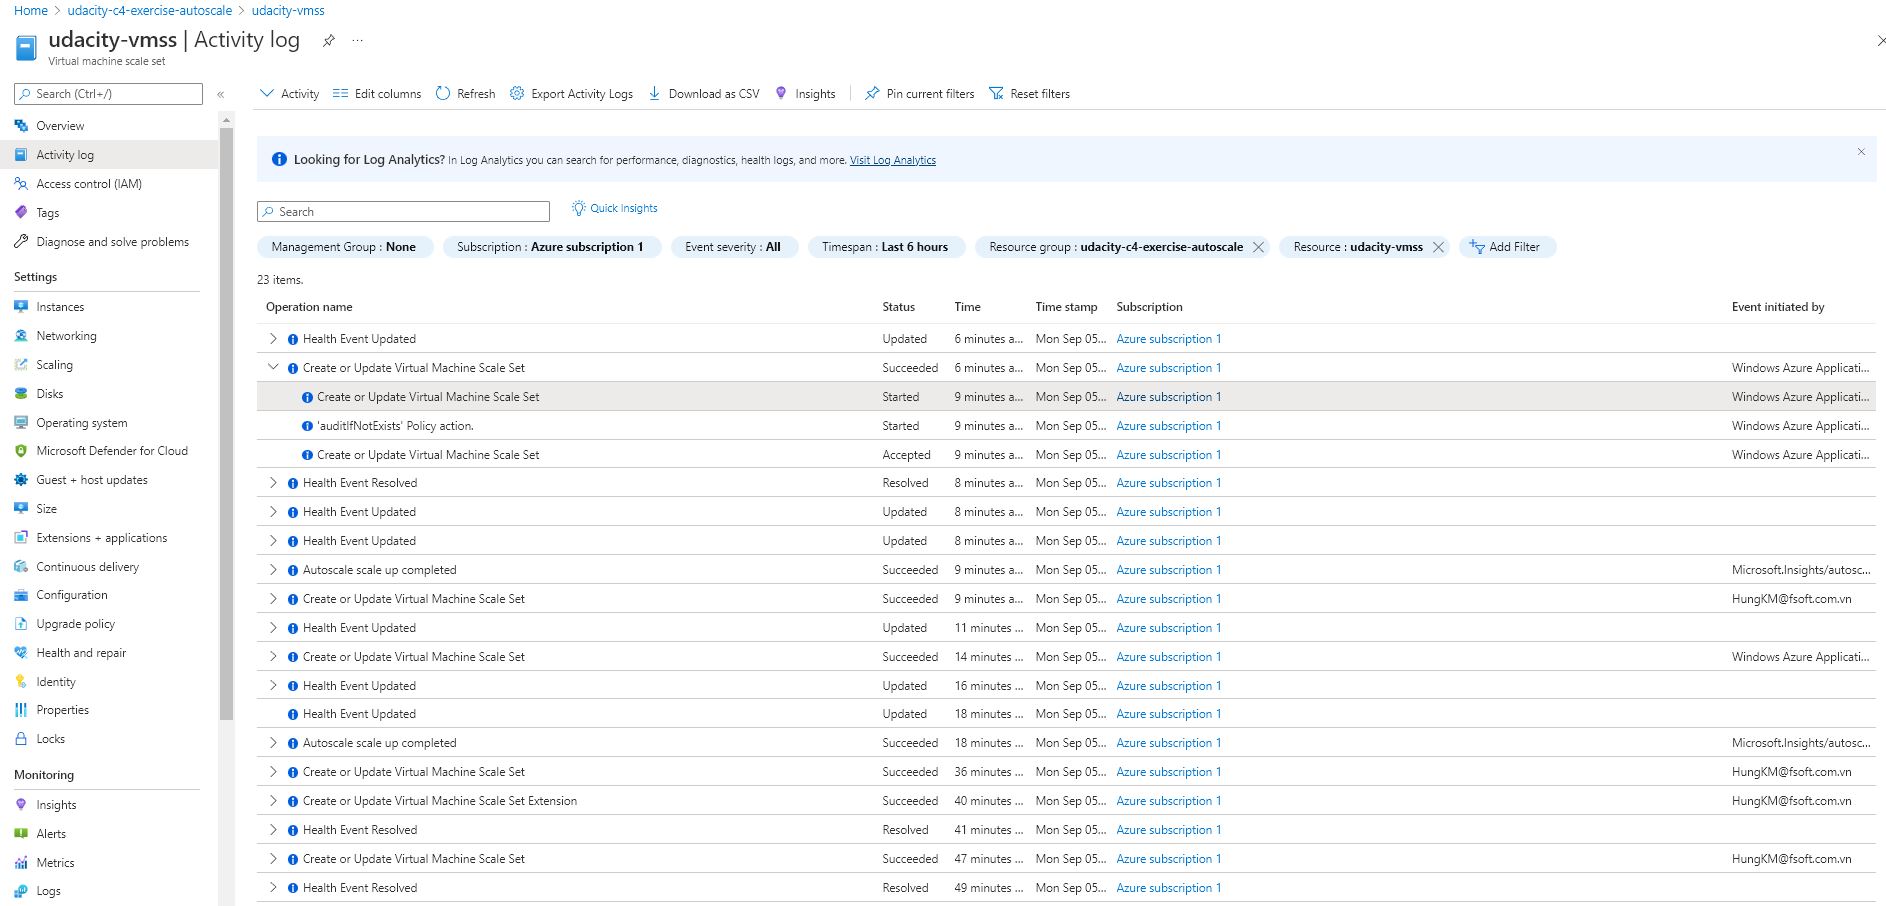 Home > udacity-c4-exercise-autoscale > udacity-vmss
udacity-vmss | Activity log
Virtual machine scale set
Search (Ctrl+/)
Overview
Activity log
Access control (IAM)
Tags
Diagnose and solve problems
Settings
Instances
Networking
Scaling
Disks
Operating system
Microsoft Defender for Cloud
Guest + host updates
Size
Extensions + applications
Continuous delivery
Configuration
Upgrade policy
Health and repair
Identity
Properties
Locks
Monitoring
Insights
Alerts
Metrics
Logs
Activity Edit columns Refresh Export Activity Logs Download as CSV Insights Pin current filters Reset filters
Looking for Log Analytics? In Log Analytics you can search for performance, diagnostics, health logs, and more. Visit Log Analytics
Search Quick Insights
Management Group : None Subscription : Azure subscription 1 Event severity : All Timespan : Last 6 hours Resource group : udacity-c4-exercise-autoscale Resource : udacity-vmss Add Filter
23 items.
Operation name Status Time Time stamp Subscription Event initiated by
Health Event Updated Updated 6 minutes a... Mon Sep 05... Azure subscription 1
Create or Update Virtual Machine Scale Set Succeeded 6 minutes a... Mon Sep 05... Azure subscription 1 Windows Azure Applicati...
Create or Update Virtual Machine Scale Set Started 9 minutes a... Mon Sep 05... Azure subscription 1 Windows Azure Applicati...
'auditIfNotExists' Policy action. Started 9 minutes a... Mon Sep 05... Azure subscription 1 Windows Azure Applicati...
Create or Update Virtual Machine Scale Set Accepted 9 minutes a... Mon Sep 05... Azure subscription 1 Windows Azure Applicati...
Health Event Resolved Resolved 8 minutes a... Mon Sep 05... Azure subscription 1
Health Event Updated Updated 8 minutes a... Mon Sep 05... Azure subscription 1
Health Event Updated Updated 8 minutes a... Mon Sep 05... Azure subscription 1
Autoscale scale up completed Succeeded 9 minutes a... Mon Sep 05... Azure subscription 1 Microsoft.Insights/autosc...
Create or Update Virtual Machine Scale Set Succeeded 9 minutes a... Mon Sep 05... Azure subscription 1 HungKM@fsoft.com.vn
Health Event Updated Updated 11 minutes ... Mon Sep 05... Azure subscription 1
Create or Update Virtual Machine Scale Set Succeeded 14 minutes ... Mon Sep 05... Azure subscription 1 Windows Azure Applicati...
Health Event Updated Updated 16 minutes ... Mon Sep 05... Azure subscription 1
Health Event Updated Updated 18 minutes ... Mon Sep 05... Azure subscription 1
Autoscale scale up completed Succeeded 18 minutes ... Mon Sep 05... Azure subscription 1 Microsoft.Insights/autosc...
Create or Update Virtual Machine Scale Set Succeeded 36 minutes ... Mon Sep 05... Azure subscription 1 HungKM@fsoft.com.vn
Create or Update Virtual Machine Scale Set Extension Succeeded 40 minutes ... Mon Sep 05... Azure subscription 1 HungKM@fsoft.com.vn
Health Event Resolved Resolved 41 minutes ... Mon Sep 05... Azure subscription 1
Create or Update Virtual Machine Scale Set Succeeded 47 minutes ... Mon Sep 05... Azure subscription 1 HungKM@fsoft.com.vn
Health Event Resolved Resolved 49 minutes ... Mon Sep 05... Azure subscription 1